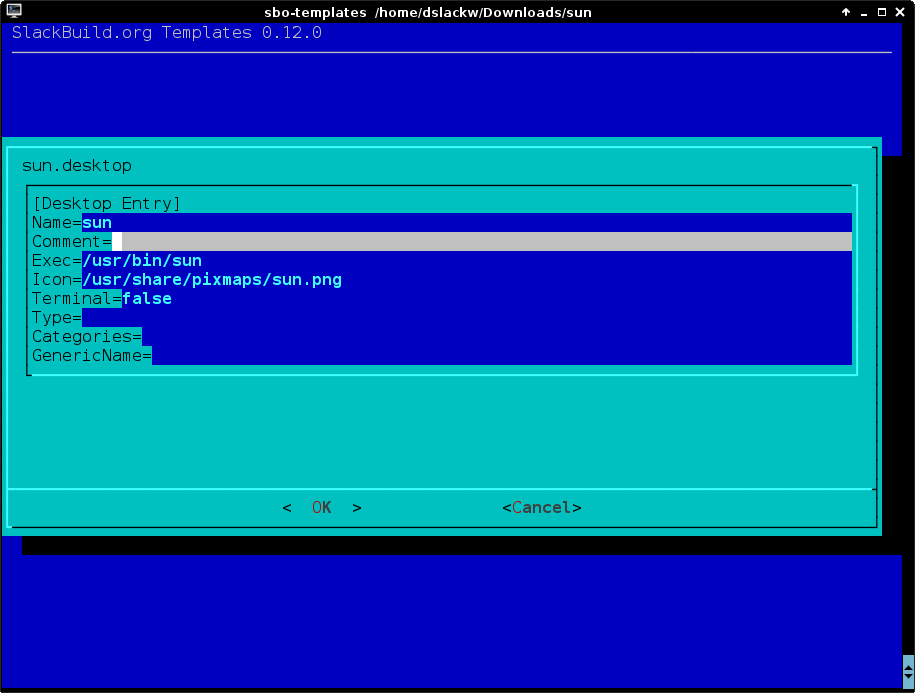 sbo-templates /home/dslackw/Downloads/sun
SlackBuild.org Templates 0.12.0
sun.desktop
[Desktop Entry]
Name=sun
Comment=
Exec=/usr/bin/sun
Icon=/usr/share/pixmaps/sun.png
Terminal=false
Type=
Categories=
GenericName=
< OK > <Cancel>